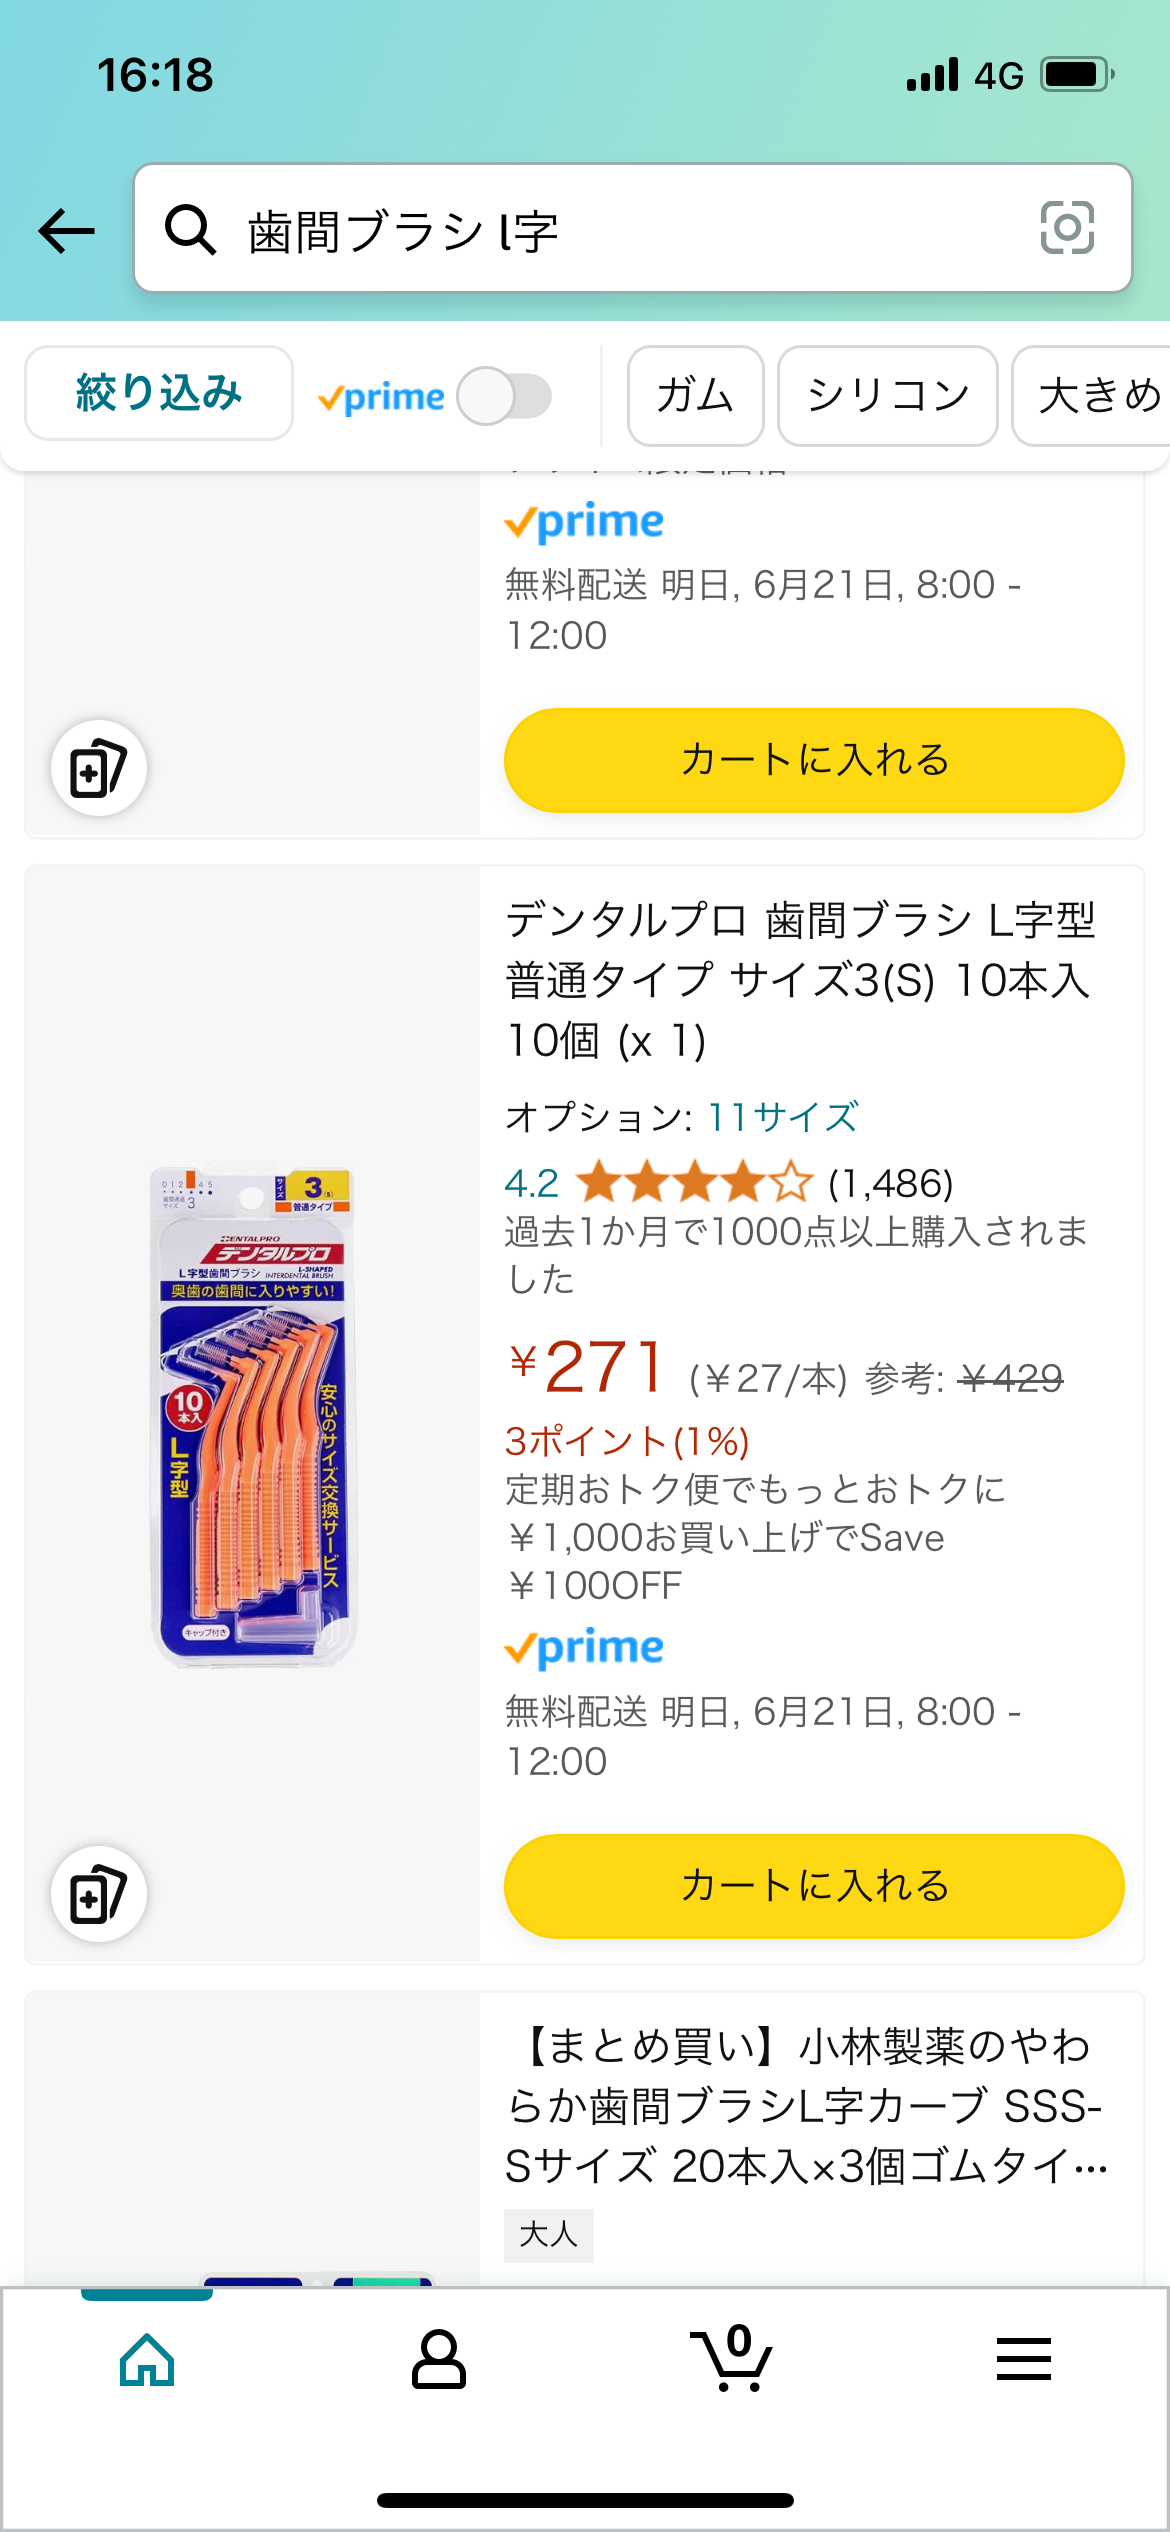 16:18
4G
歯間ブラシ l字
絞り込み
prime
ガム
シリコン
大きめ
prime
無料配送 明日, 6月21日, 8:00 -
12:00
カートに入れる
デンタルプロ 歯間ブラシ L字型
普通タイプ サイズ3(S) 10本入
10個 (x 1)
オプション: 11サイズ
4.2 (1,486)
過去1か月で1000点以上購入されま
した
¥271 (¥27/本) 参考: ¥429
3ポイント(1%)
定期おトク便でもっとおトクに
¥1,000お買い上げでSave
¥100OFF
prime
無料配送 明日, 6月21日, 8:00 -
12:00
カートに入れる
0 1 2 4 5
歯間通過
サイズ 3
サイズ
3(S)
普通タイプ
DENTALPRO
デンタルプロ
L字型歯間ブラシ
L-SHAPED
INTERDENTAL BRUSH
奥歯の歯間に入りやすい!
10
本入
L字型
安心のサイズ交換サービス
キャップ付き
【まとめ買い】小林製薬のやわ
らか歯間ブラシL字カーブ SSS-
Sサイズ 20本入×3個ゴムタイ…
大人
0